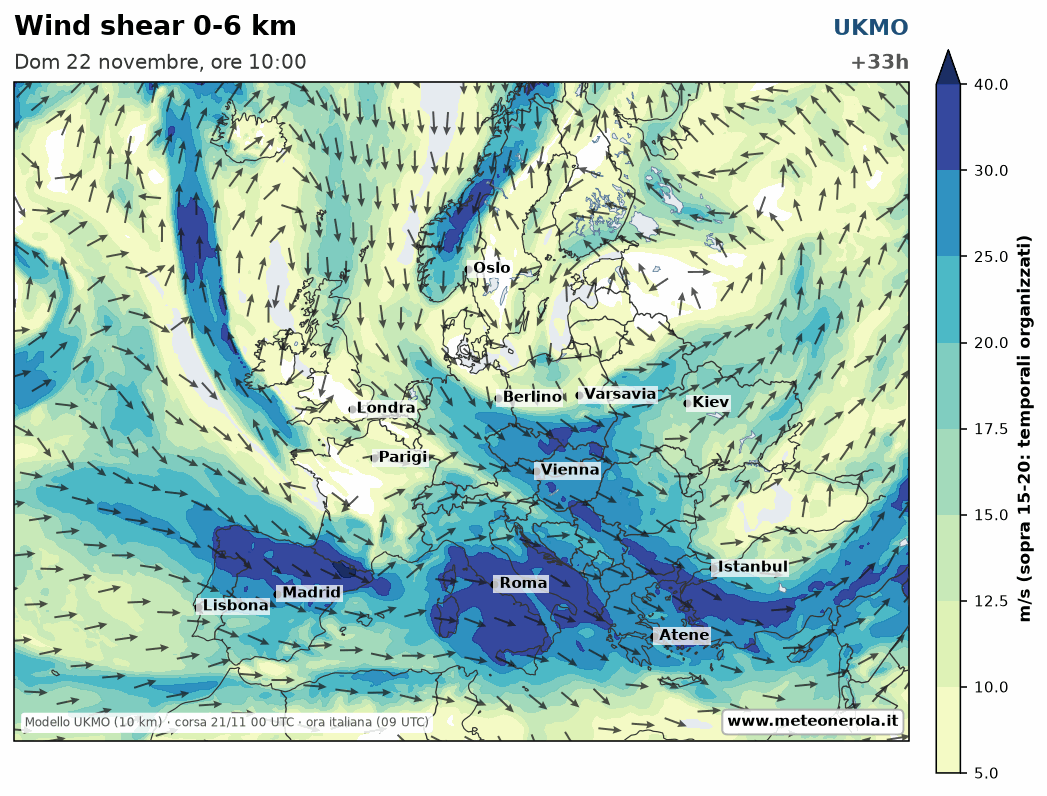 Wind shear 0-6 km
UKMO
Dom 22 novembre, ore 10:00
+33h
40.0
30.0
25.0
20.0
17.5
15.0
12.5
10.0
5.0
m/s (sopra 15-20: temporali organizzati)
Oslo
Berlino
Varsavia
Kiev
Londra
Parigi
Vienna
Istanbul
Roma
Madrid
Lisbona
Atene
Modello UKMO (10 km) · corsa 21/11 00 UTC · ora italiana (09 UTC)
www.meteonerola.it